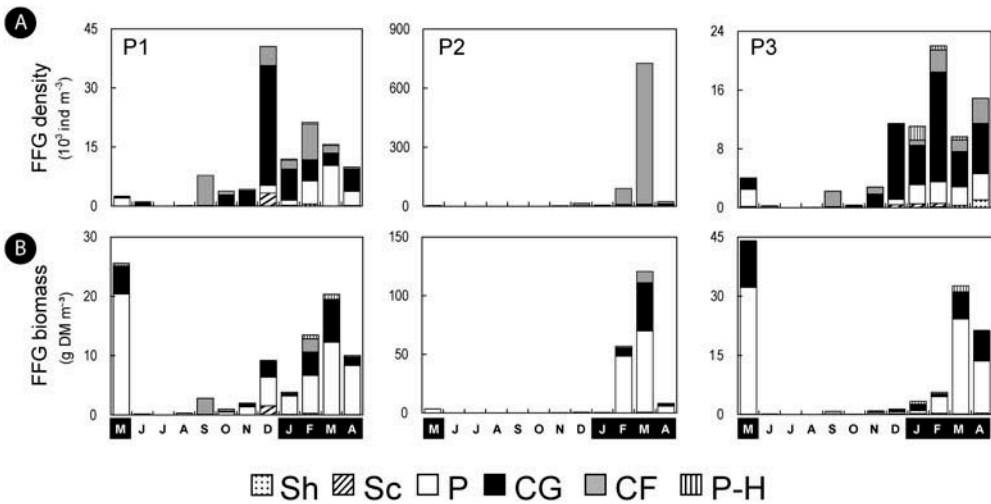 A
FFG density
(10³ ind m⁻³)
45
30
15
0
P1
900
600
300
0
P2
24
16
8
0
P3
B
FFG biomass
(g DM m⁻³)
30
20
10
0
150
100
50
0
45
30
15
0
M J J A S O N D J F M A
M J J A S O N D J F M A
M J J A S O N D J F M A
Sh Sc P CG CF P-H